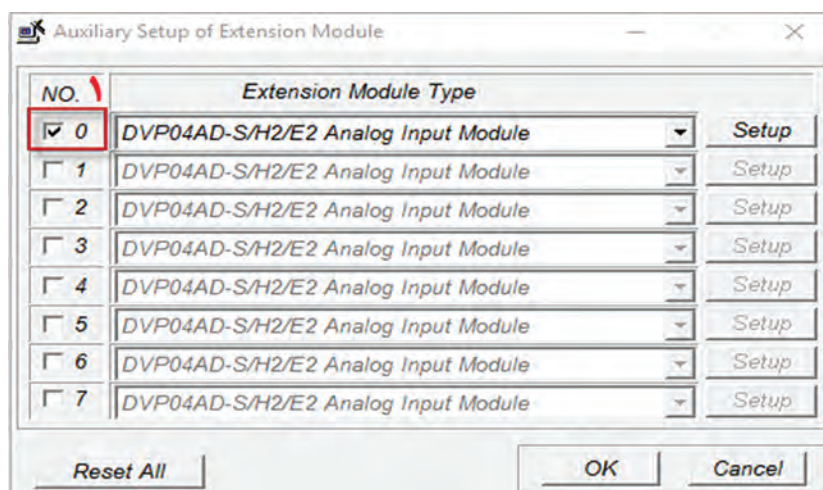 Auxiliary Setup of Extension Module
NO. Extension Module Type
0 DVP04AD-S/H2/E2 Analog Input Module Setup
1 DVP04AD-S/H2/E2 Analog Input Module Setup
2 DVP04AD-S/H2/E2 Analog Input Module Setup
3 DVP04AD-S/H2/E2 Analog Input Module Setup
4 DVP04AD-S/H2/E2 Analog Input Module Setup
5 DVP04AD-S/H2/E2 Analog Input Module Setup
6 DVP04AD-S/H2/E2 Analog Input Module Setup
7 DVP04AD-S/H2/E2 Analog Input Module Setup
Reset All OK Cancel